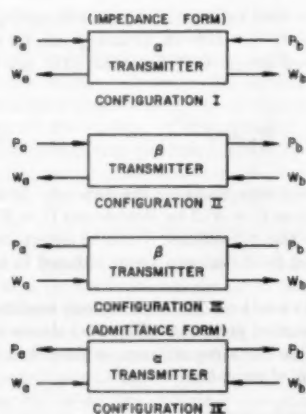 (IMPEDANCE FORM)
Pa α Pb
Wa TRANSMITTER Wb
CONFIGURATION I
Pa β Pb
Wa TRANSMITTER Wb
CONFIGURATION II
Pa β Pb
Wa TRANSMITTER Wb
CONFIGURATION III
(ADMITTANCE FORM)
Pa α Pb
Wa TRANSMITTER Wb
CONFIGURATION IV